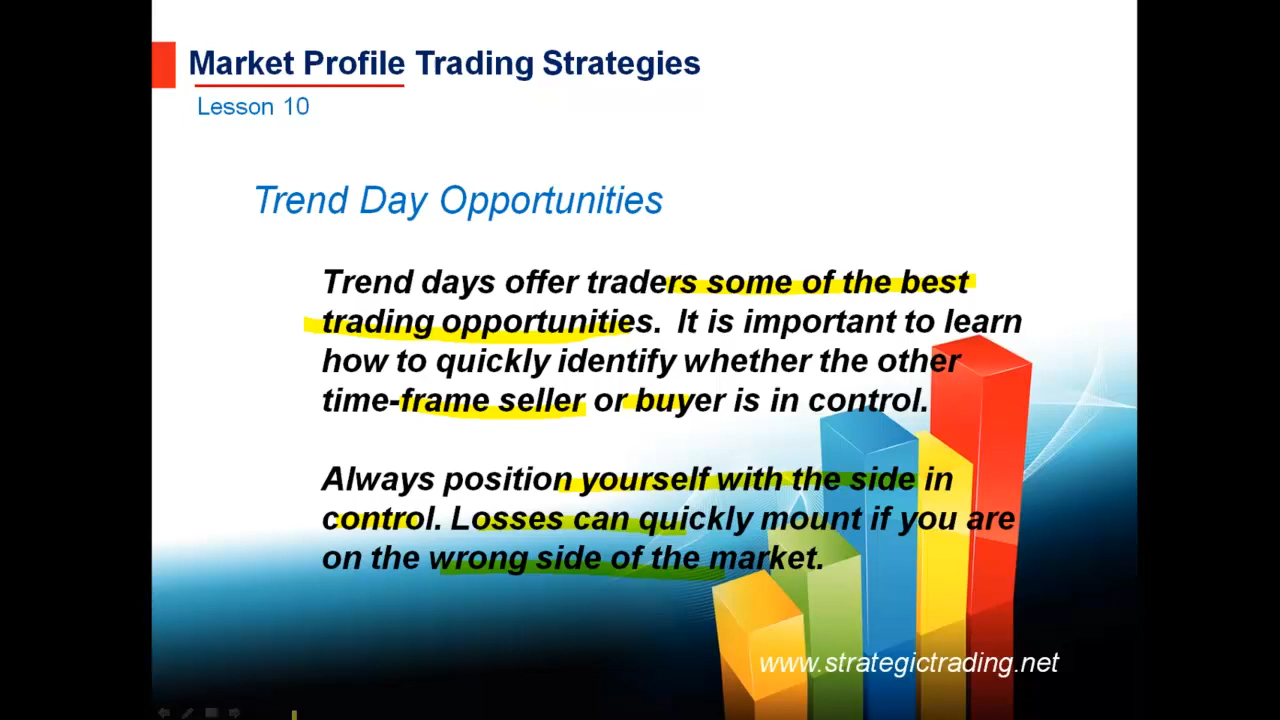 Market Profile Trading Strategies
Lesson 10
Trend Day Opportunities
Trend days offer traders some of the best
trading opportunities. It is important to learn
how to quickly identify whether the other
time-frame seller or buyer is in control.
Always position yourself with the side in
control. Losses can quickly mount if you are
on the wrong side of the market.
www.strategictrading.net